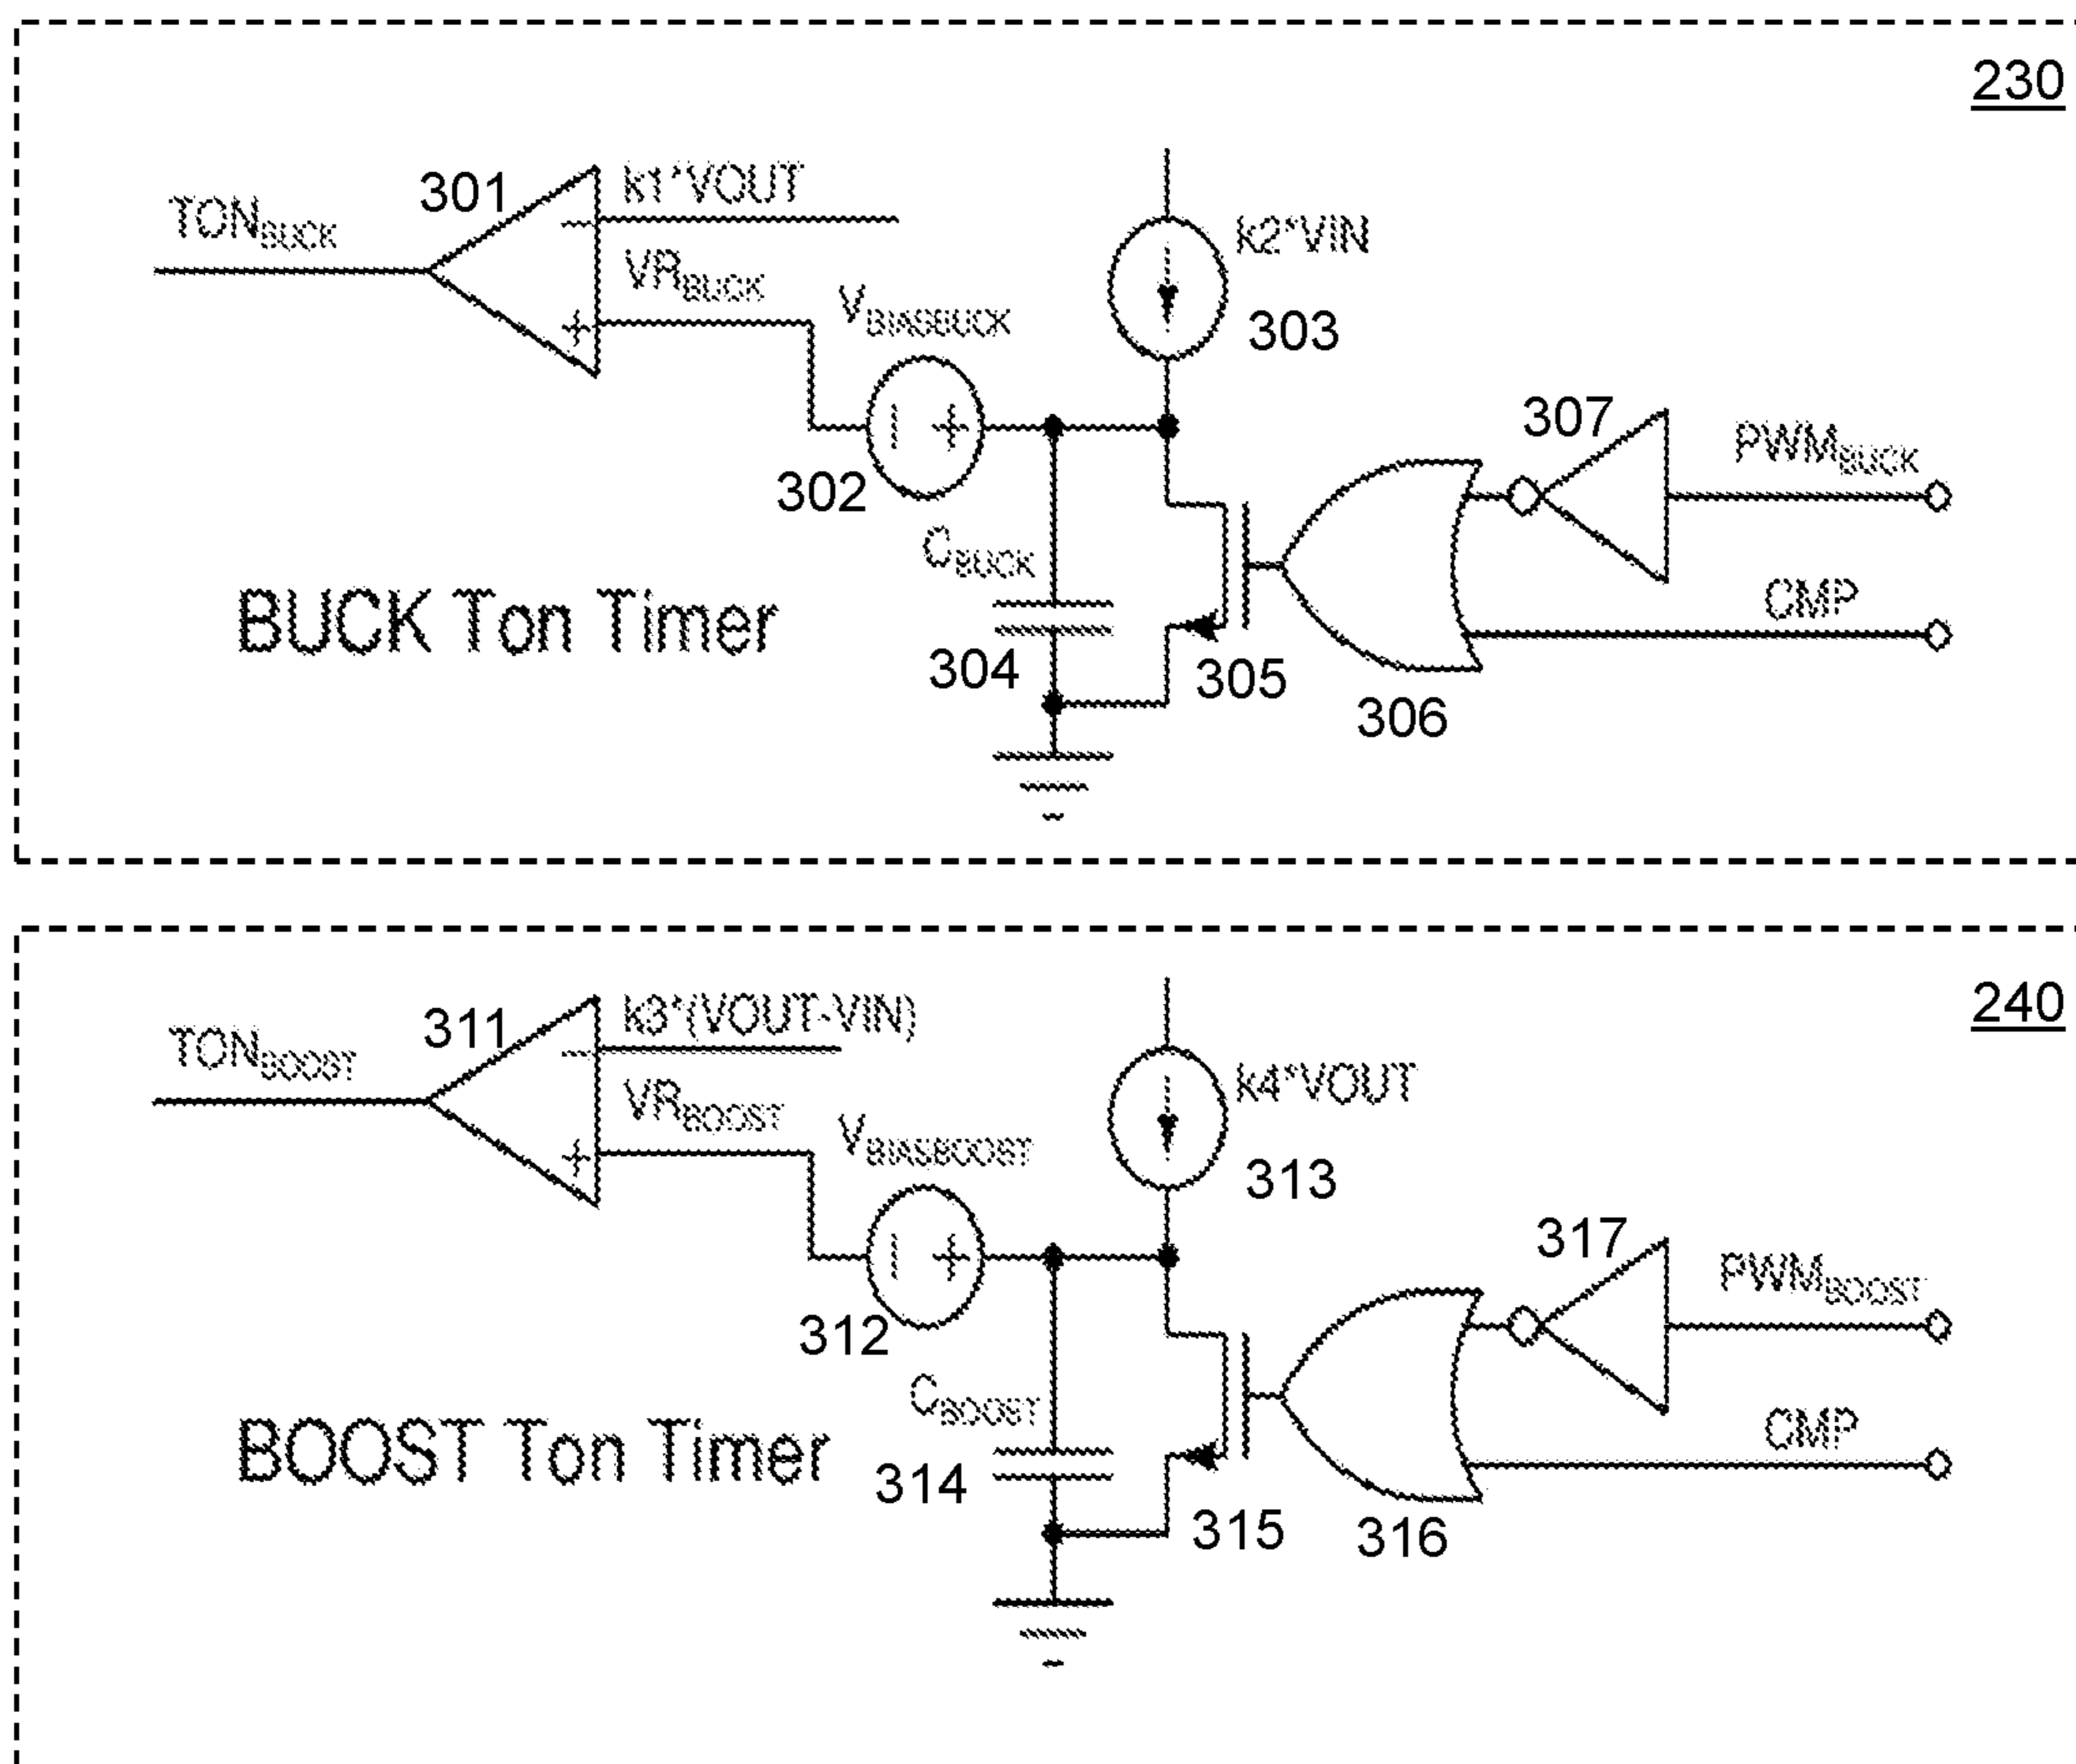 230
301
k1*VOUT
TONBUCK
VRBUCK
k2*VIN
VBIASBUCK
303
307
PWMBUCK
302
CBUCK
CMP
BUCK Ton Timer
304
305
306
240
311
k3*(VOUT-VIN)
TONBOOST
VRBOOST
k4*VOUT
VBIASBOOST
313
317
PWMBOOST
312
CBOOST
CMP
BOOST Ton Timer
314
315
316